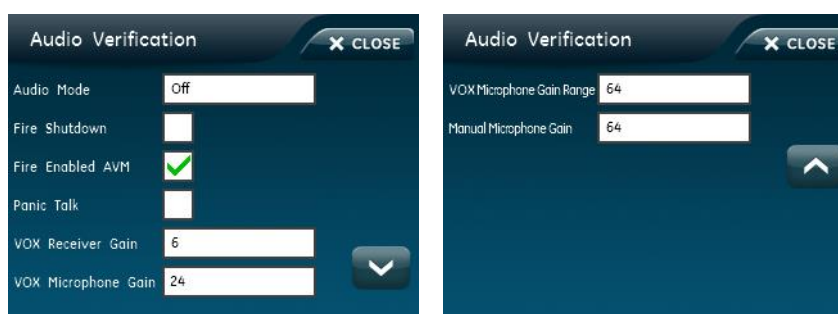 Audio Verification
X CLOSE
Audio Mode Off
Fire Shutdown
Fire Enabled AVM
Panic Talk
VOX Receiver Gain 6
VOX Microphone Gain 24
Audio Verification
X CLOSE
VOX Microphone Gain Range 64
Manual Microphone Gain 64